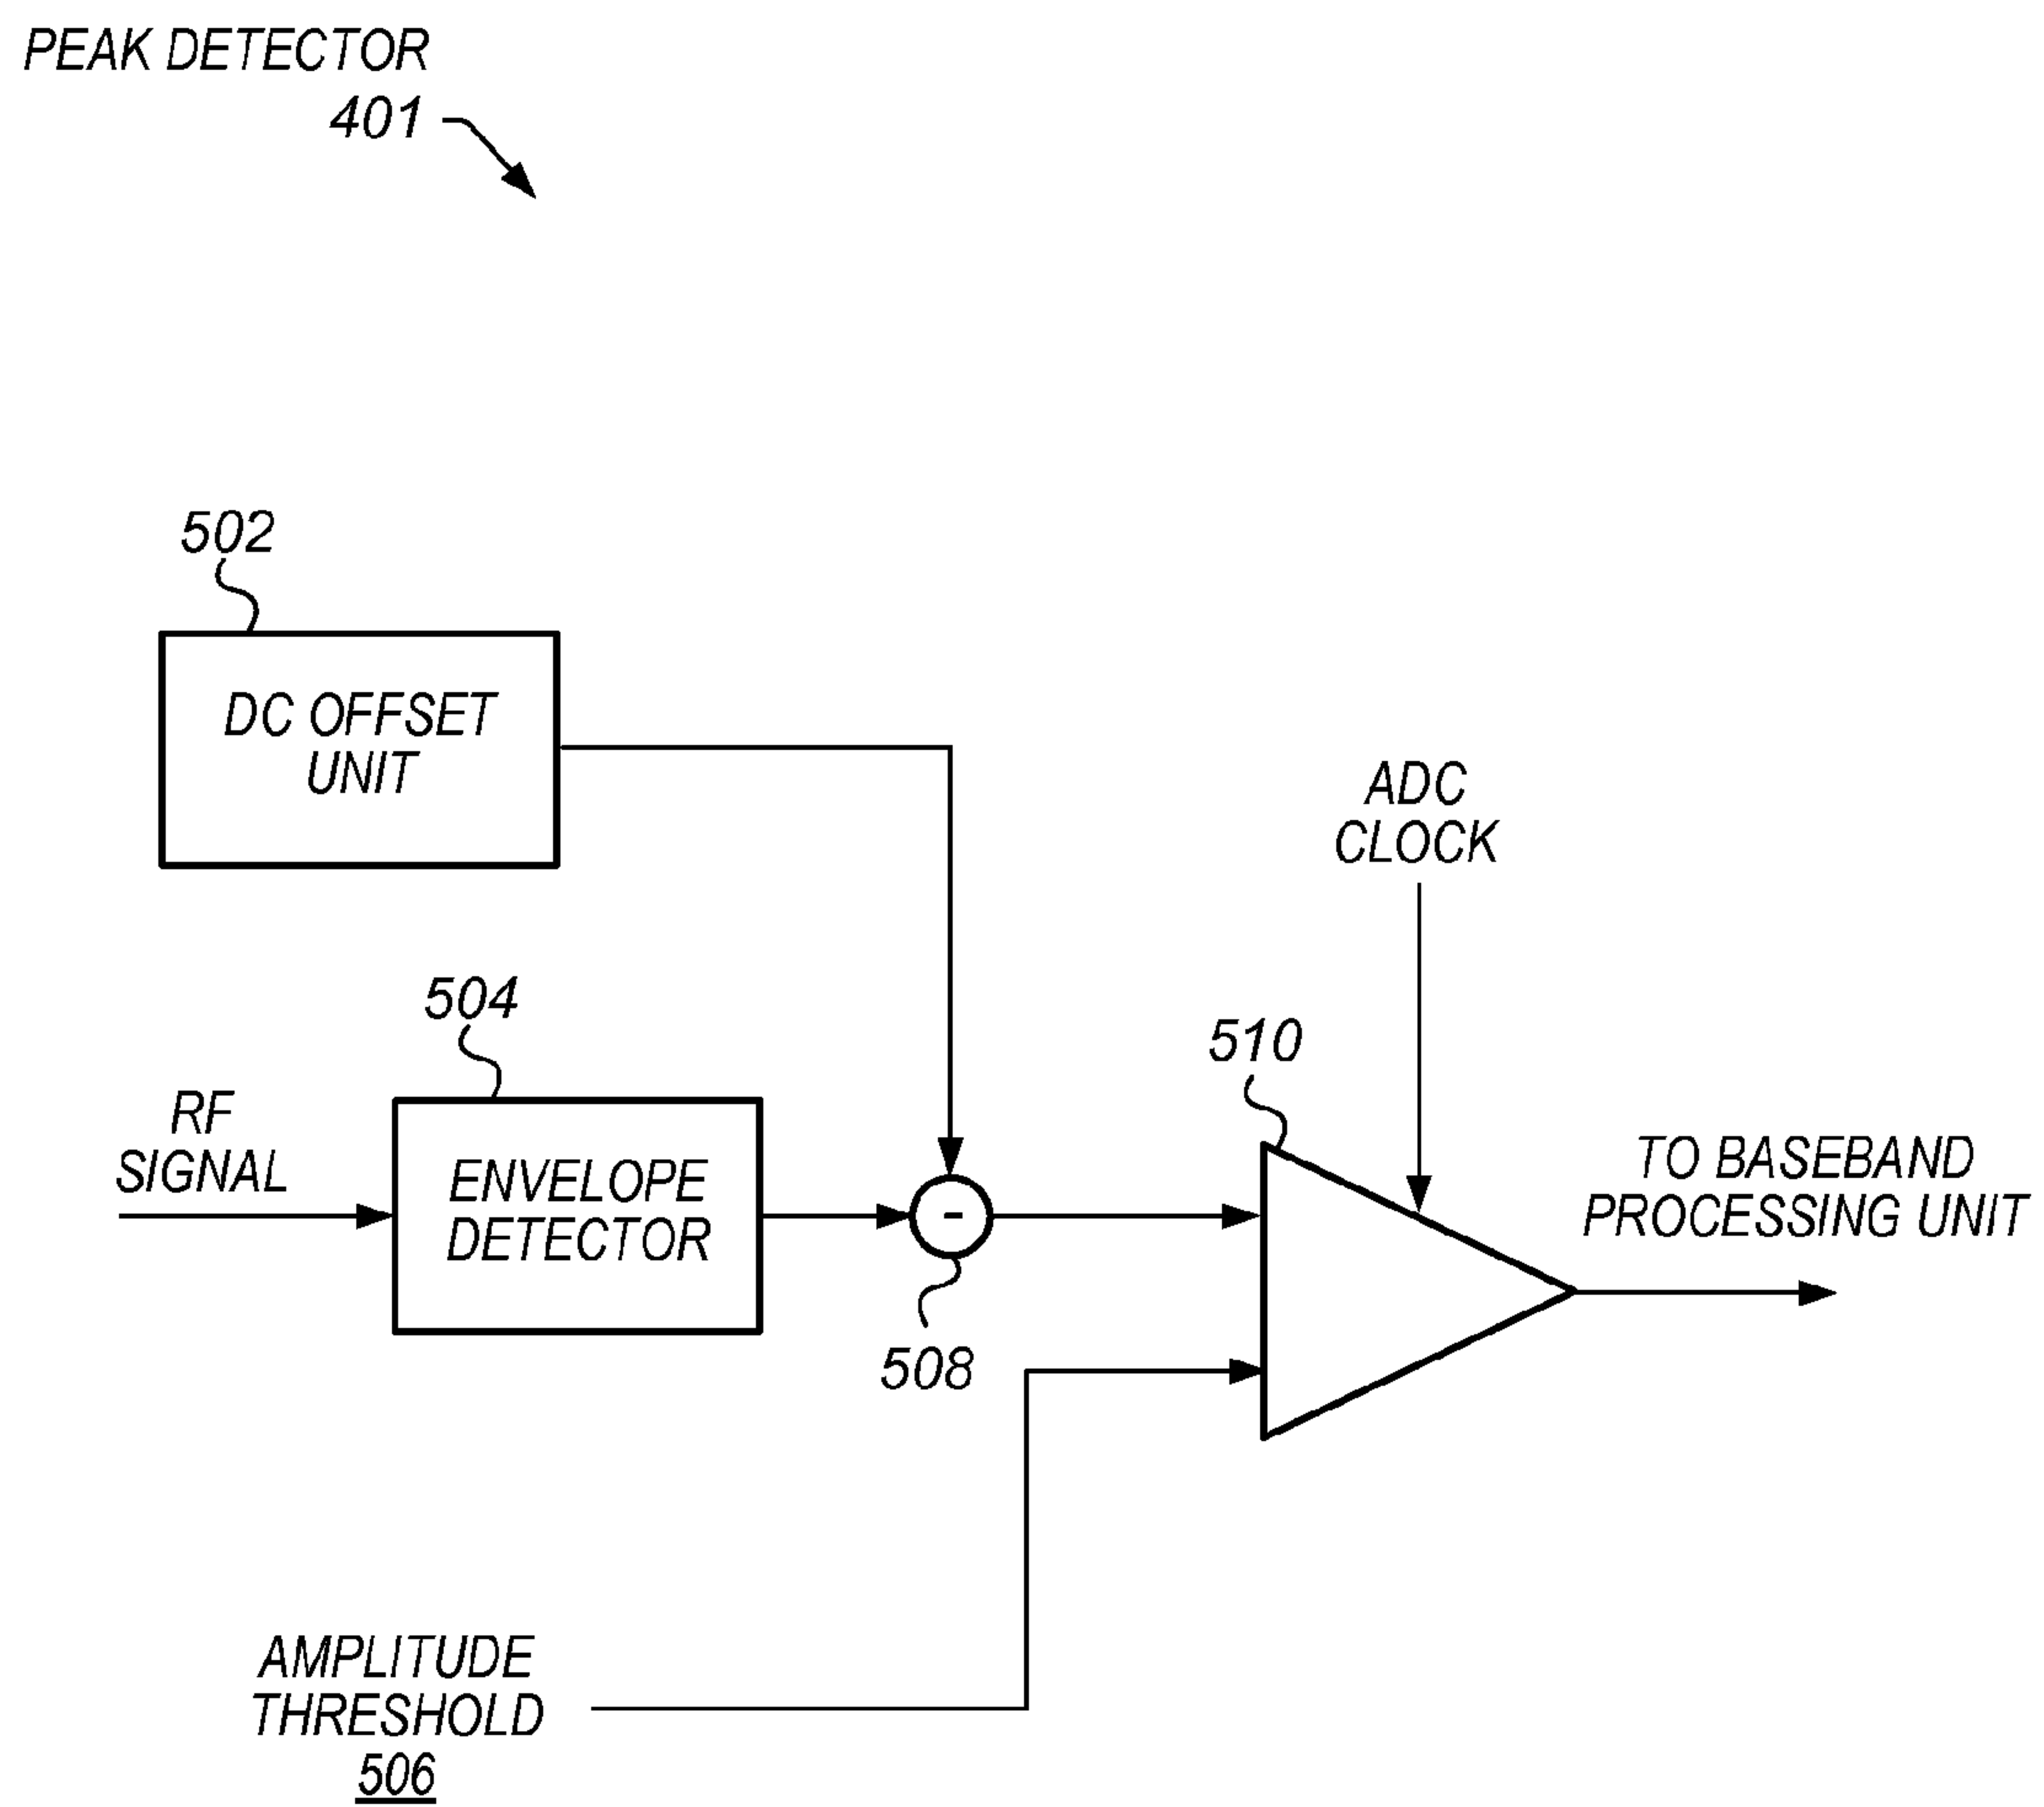 PEAK DETECTOR
401
502
DC OFFSET
UNIT
ADC
CLOCK
504
510
RF
SIGNAL
ENVELOPE
DETECTOR
-
TO BASEBAND
PROCESSING UNIT
508
AMPLITUDE
THRESHOLD
506